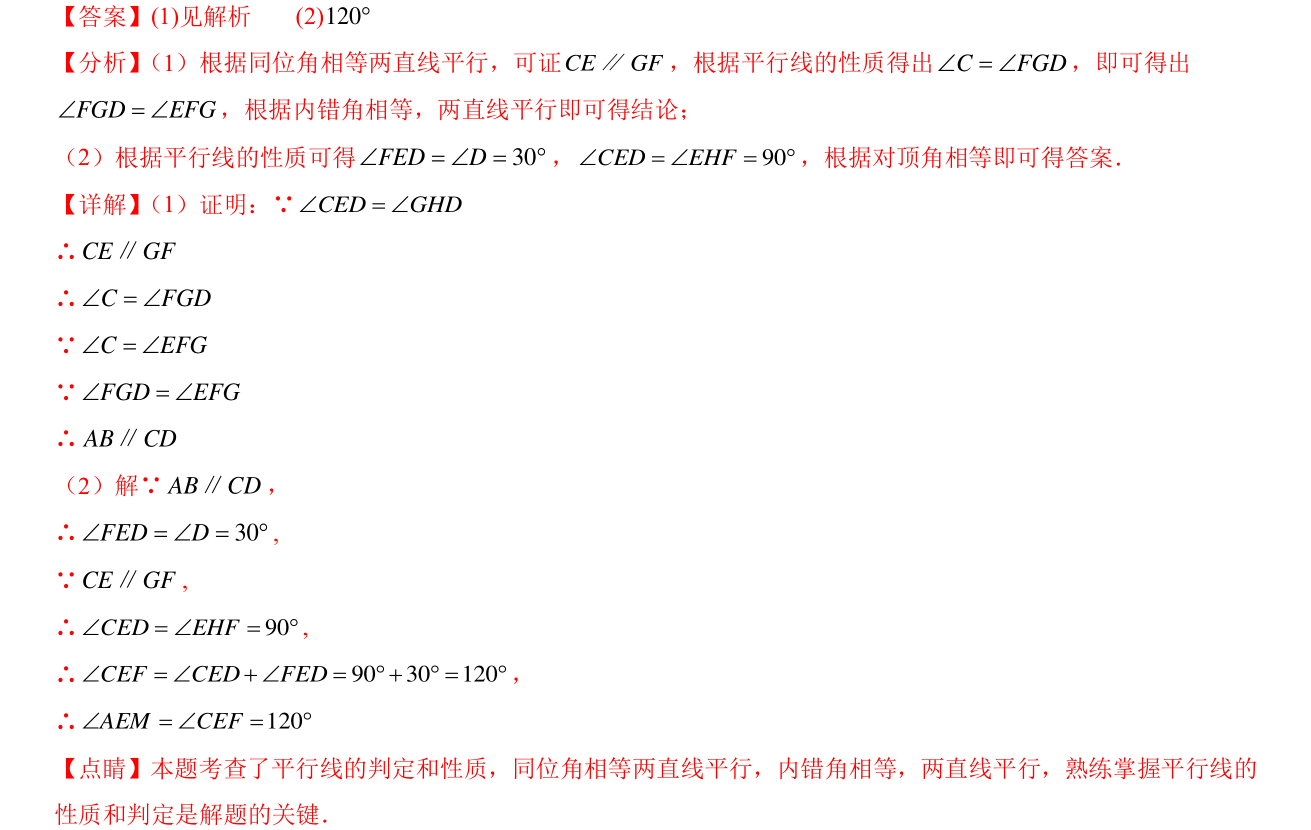 【答案】(1)见解析 (2)120°
【分析】（1）根据同位角相等两直线平行，可证CE∥GF，根据平行线的性质得出∠C=∠FGD，即可得出
∠FGD=∠EFG，根据内错角相等，两直线平行即可得结论；
（2）根据平行线的性质可得∠FED=∠D=30°，∠CED=∠EHF=90°，根据对顶角相等即可得答案．
【详解】（1）证明：∵∠CED=∠GHD
∴CE∥GF
∴∠C=∠FGD
∵∠C=∠EFG
∵∠FGD=∠EFG
∴AB∥CD
（2）解∵AB∥CD，
∴∠FED=∠D=30°,
∵CE∥GF,
∴∠CED=∠EHF=90°,
∴∠CEF=∠CED+∠FED=90°+30°=120°，
∴∠AEM=∠CEF=120°
【点睛】本题考查了平行线的判定和性质，同位角相等两直线平行，内错角相等，两直线平行，熟练掌握平行线的
性质和判定是解题的关键．